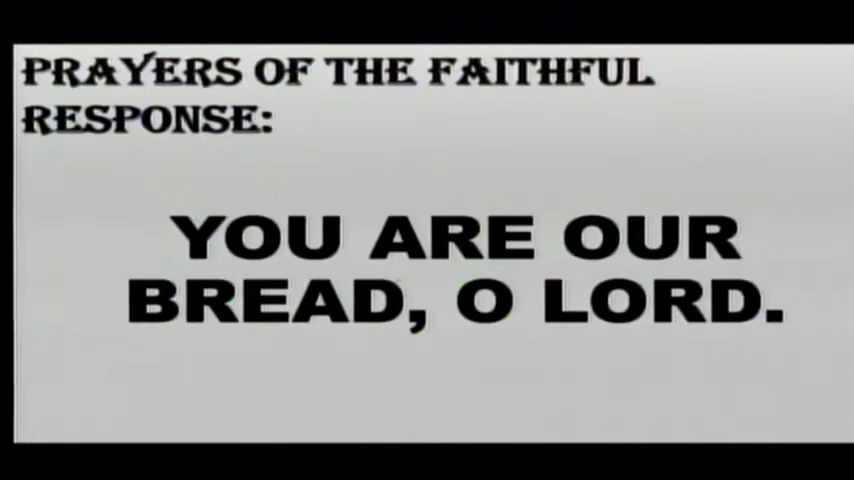 PRAYERS OF THE FAITHFUL
RESPONSE:
YOU ARE OUR
BREAD, O LORD.